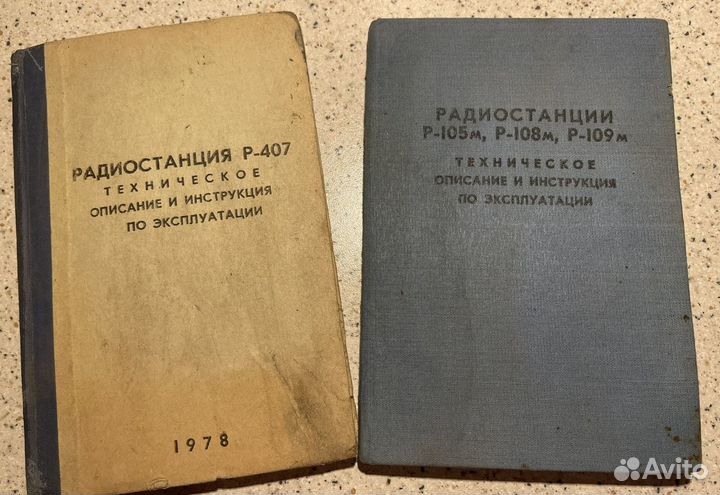 РАДИОСТАНЦИЯ Р-407
ТЕХНИЧЕСКОЕ
ОПИСАНИЕ И ИНСТРУКЦИЯ
ПО ЭКСПЛУАТАЦИИ
1978
РАДИОСТАНЦИИ
Р-105м, Р-108м, Р-109м
ТЕХНИЧЕСКОЕ
ОПИСАНИЕ И ИНСТРУКЦИЯ
ПО ЭКСПЛУАТАЦИИ
Avito